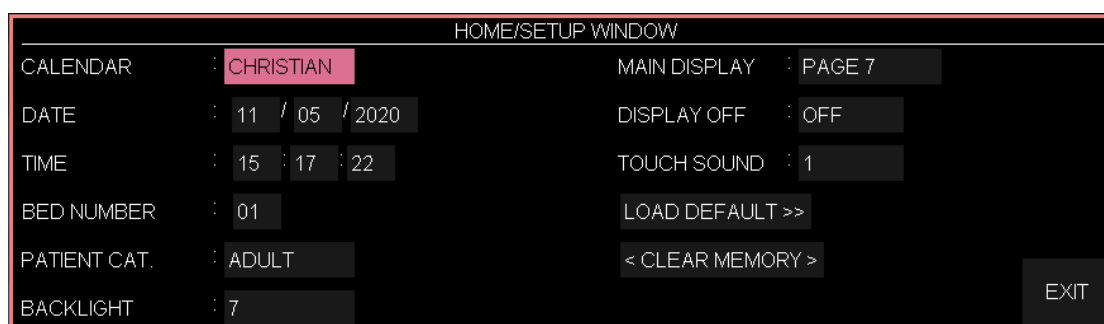 HOME/SETUP WINDOW
CALENDAR : CHRISTIAN MAIN DISPLAY : PAGE 7
DATE : 11 / 05 / 2020 DISPLAY OFF : OFF
TIME : 15 : 17 : 22 TOUCH SOUND : 1
BED NUMBER : 01 LOAD DEFAULT >>
PATIENT CAT. : ADULT < CLEAR MEMORY >
BACKLIGHT : 7 EXIT